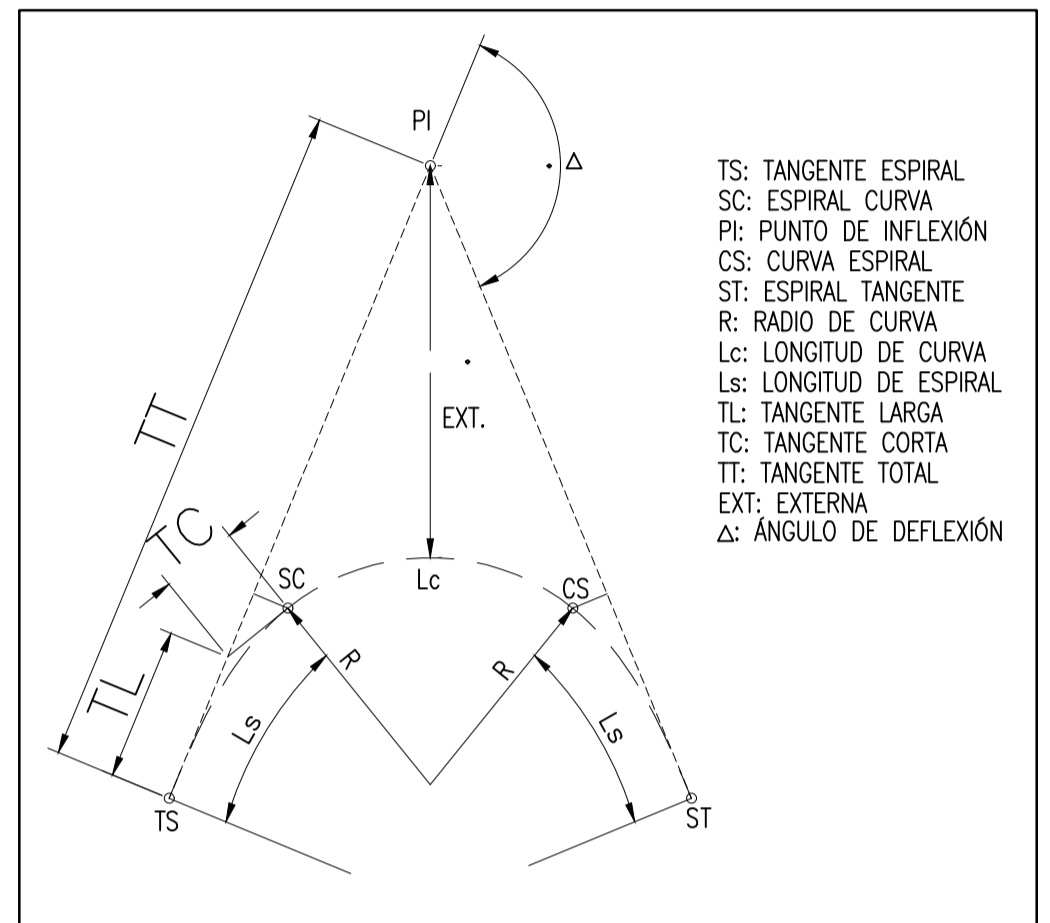 PI
Δ
TT
EXT.
TC
SC
Lc
CS
TL
R
R
Ls
Ls
TS
ST
TS: TANGENTE ESPIRAL
SC: ESPIRAL CURVA
PI: PUNTO DE INFLEXIÓN
CS: CURVA ESPIRAL
ST: ESPIRAL TANGENTE
R: RADIO DE CURVA
Lc: LONGITUD DE CURVA
Ls: LONGITUD DE ESPIRAL
TL: TANGENTE LARGA
TC: TANGENTE CORTA
TT: TANGENTE TOTAL
EXT: EXTERNA
Δ: ÁNGULO DE DEFLEXIÓN